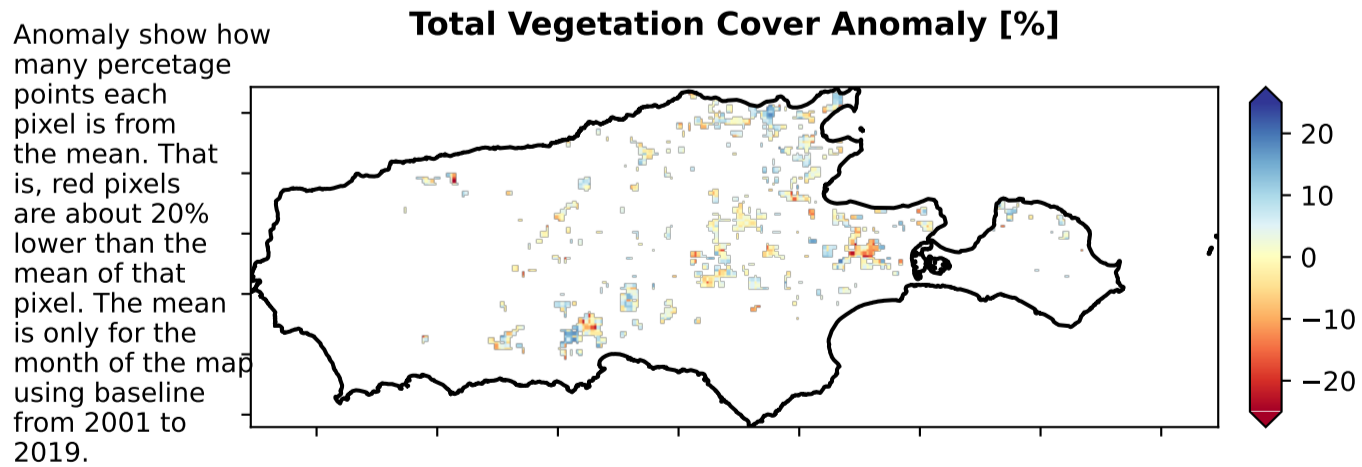 Total Vegetation Cover Anomaly [%]
Anomaly show how
many percetage
points each
pixel is from
the mean. That
is, red pixels
are about 20%
lower than the
mean of that
pixel. The mean
is only for the
month of the map
using baseline
from 2001 to
2019.
20
10
0
−10
−20